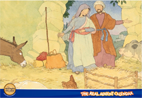 THE REAL ADVENT CALENDAR